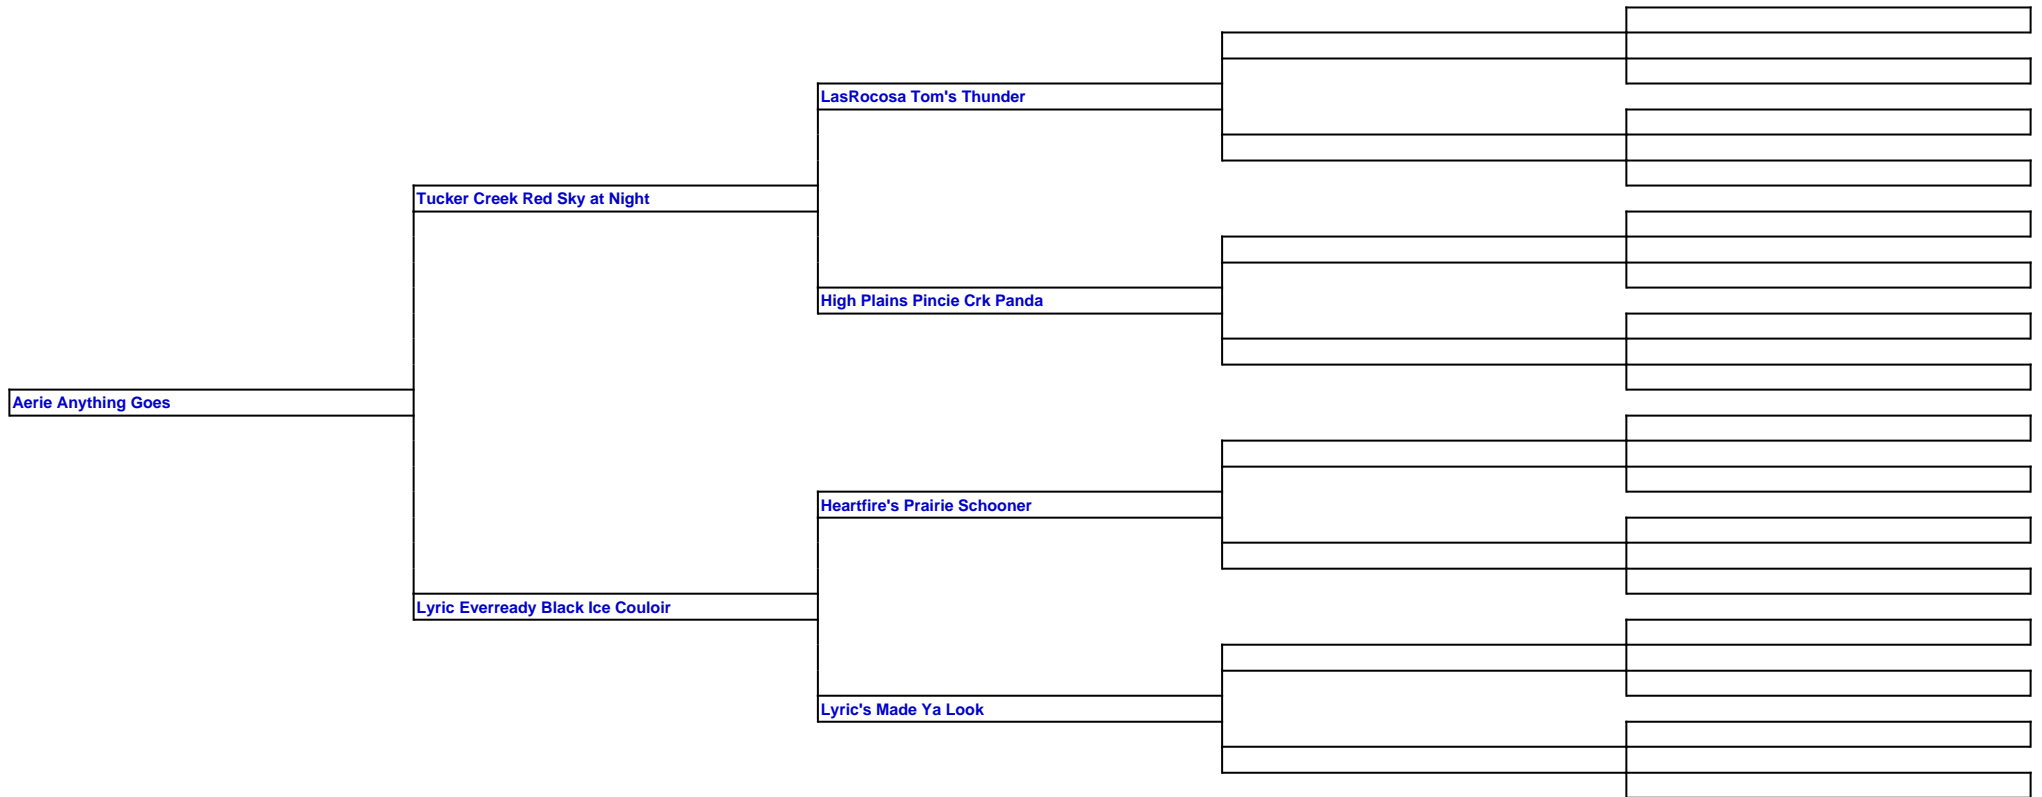 LasRocosa Tom's Thunder
Tucker Creek Red Sky at Night
High Plains Pincie Crk Panda
Aerie Anything Goes
Heartfire's Prairie Schooner
Lyric Everready Black Ice Couloir
Lyric's Made Ya Look